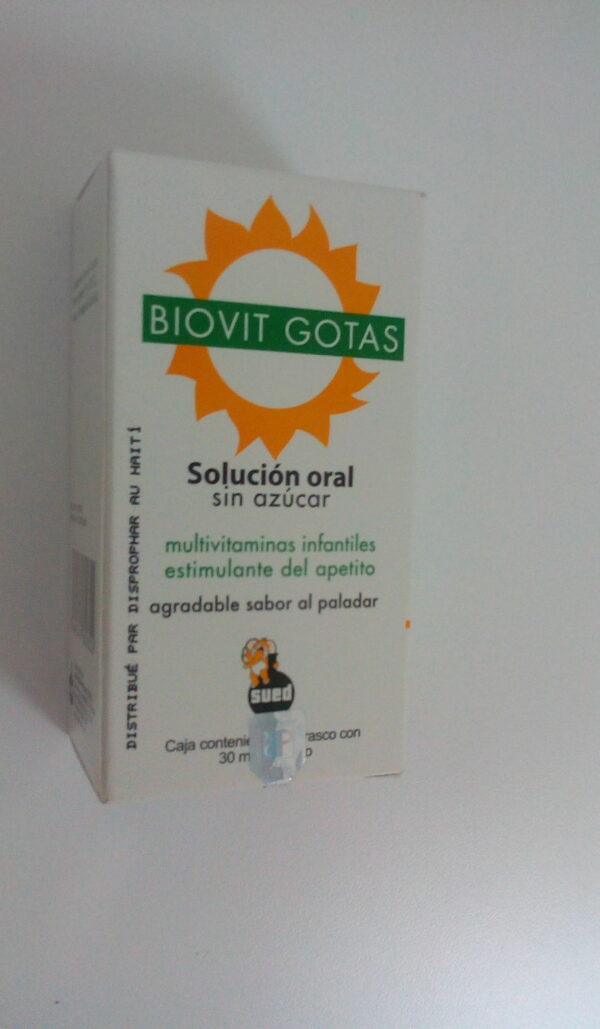 BIOVIT GOTAS
Solución oral
sin azúcar
multivitaminas infantiles
estimulante del apetito
agradable sabor al paladar
sued
Caja contenie rasco con
30 m
DISTRIBUÉ PAR DISPROPHAR AU HAITÍ